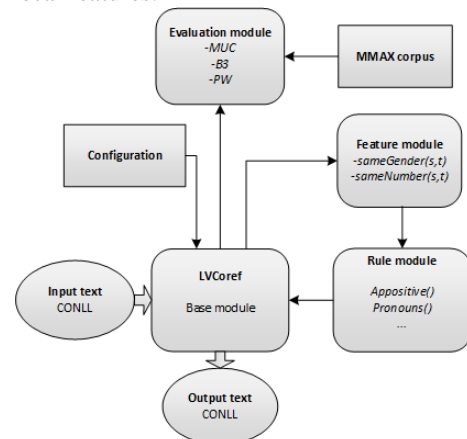 Evaluation module
-MUC
-B3
-PW
MMAX corpus
Configuration
Feature module
-sameGender(s,t)
-sameNumber(s,t)
LVCoref
Base module
Rule module
Appositive()
Pronouns()
...
Input text
CONLL
Output text
CONLL